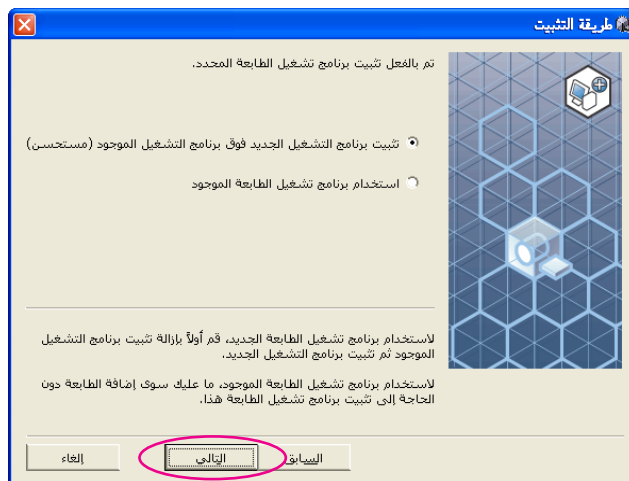 طريقة التثبيت
تم بالفعل تثبيت برنامج تشغيل الطابعة المحدد.
تثبيت برنامج التشغيل الجديد فوق برنامج التشغيل الموجود (مستحسن)
استخدام برنامج تشغيل الطابعة الموجود
لاستخدام برنامج تشغيل الطابعة الجديد، قم أولاً بإزالة تثبيت برنامج التشغيل
الموجود ثم تثبيت برنامج التشغيل الجديد.
لاستخدام برنامج تشغيل الطابعة الموجود، ما عليك سوى إضافة الطابعة دون
الحاجة إلى تثبيت برنامج تشغيل الطابعة هذا.
السابق
التالي
إلغاء